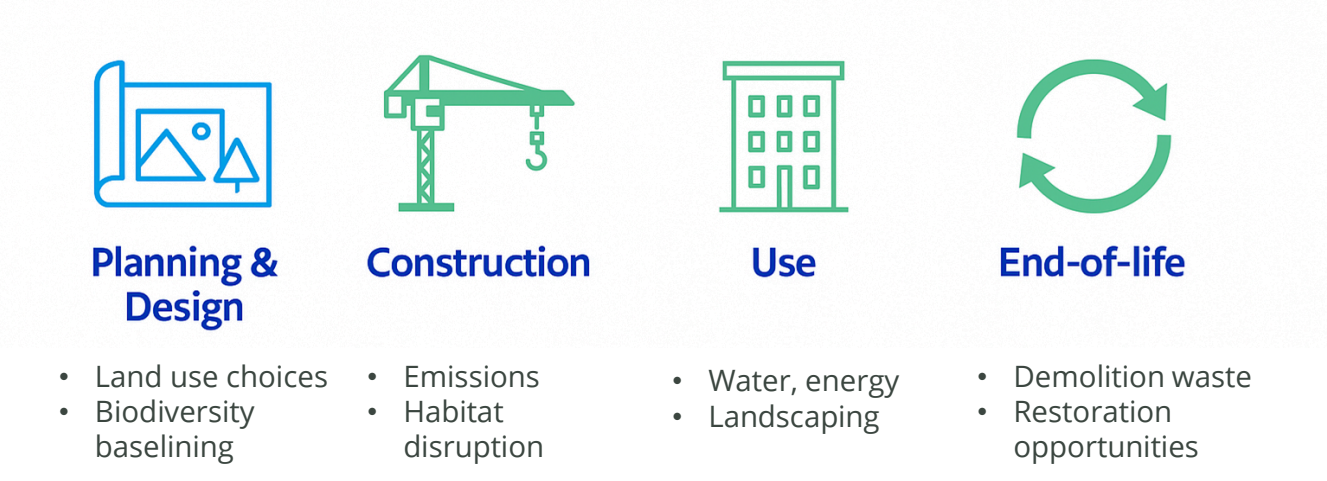 Planning &
Design
• Land use choices
• Biodiversity
baselining
Construction
• Emissions
• Habitat
disruption
Use
• Water, energy
• Landscaping
End-of-life
• Demolition waste
• Restoration
opportunities